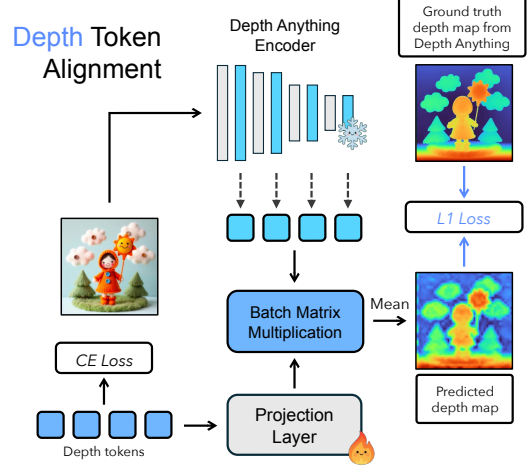 Depth Token
Alignment
Depth Anything
Encoder
Ground truth
depth map from
Depth Anything
L1 Loss
Batch Matrix
Multiplication
Mean
CE Loss
Predicted
depth map
Projection
Layer
Depth tokens